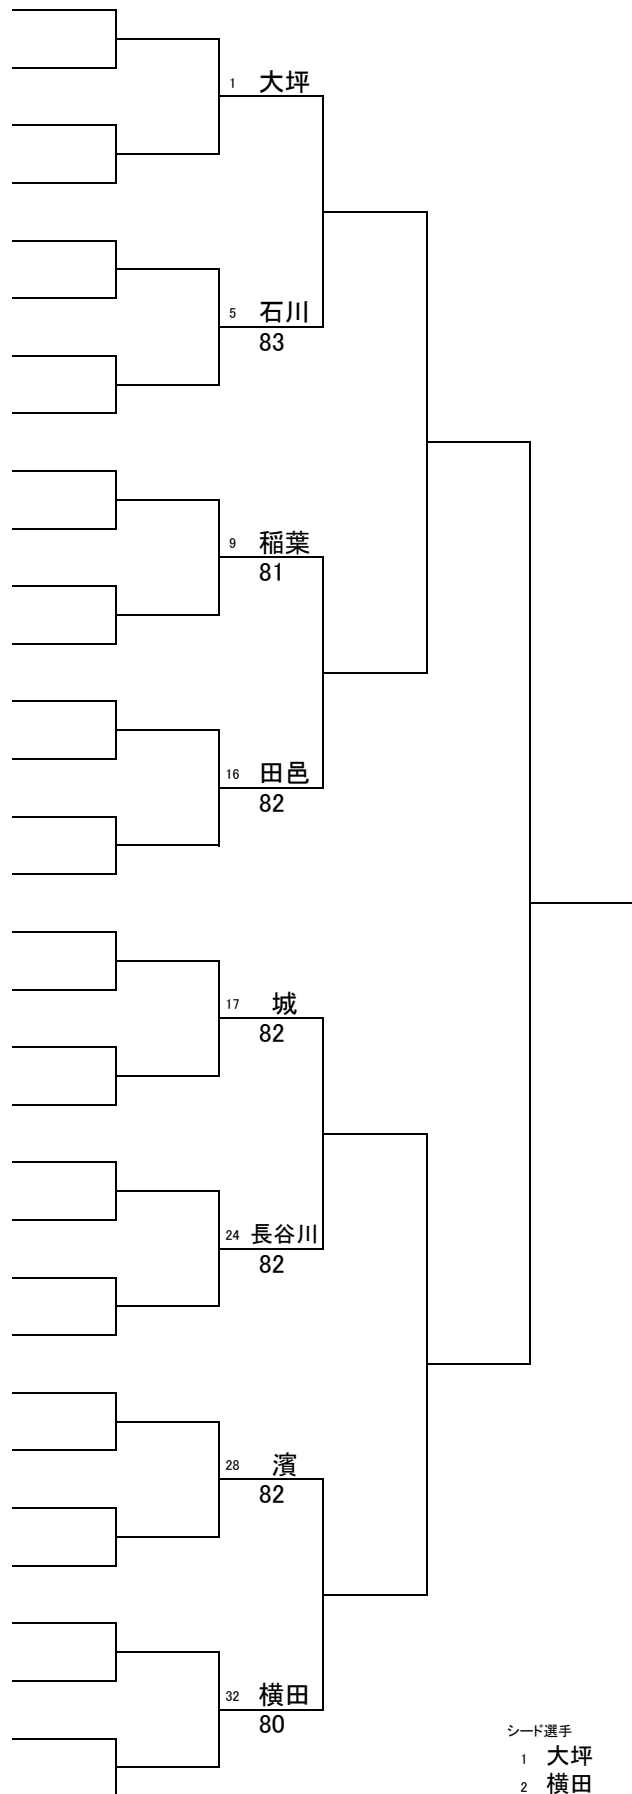 1 大坪
5 石川
83
9 稲葉
81
16 田邑
82
17 城
82
24 長谷川
82
28 濱
82
32 横田
80
シード選手
1 大坪
2 横田